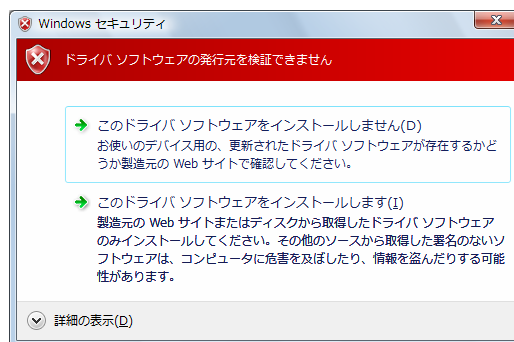 Windows セキュリティ
ドライバ ソフトウェアの発行元を検証できません
このドライバ ソフトウェアをインストールしません(D)
お使いのデバイス用の、更新されたドライバ ソフトウェアが存在するかど
うか製造元の Web サイトで確認してください。
このドライバ ソフトウェアをインストールします(I)
製造元の Web サイトまたはディスクから取得したドライバ ソフトウェア
のみインストールしてください。その他のソースから取得した署名のないソ
フトウェアは、コンピュータに危害を及ぼしたり、情報を盗んだりする可能
性があります。
詳細の表示(D)